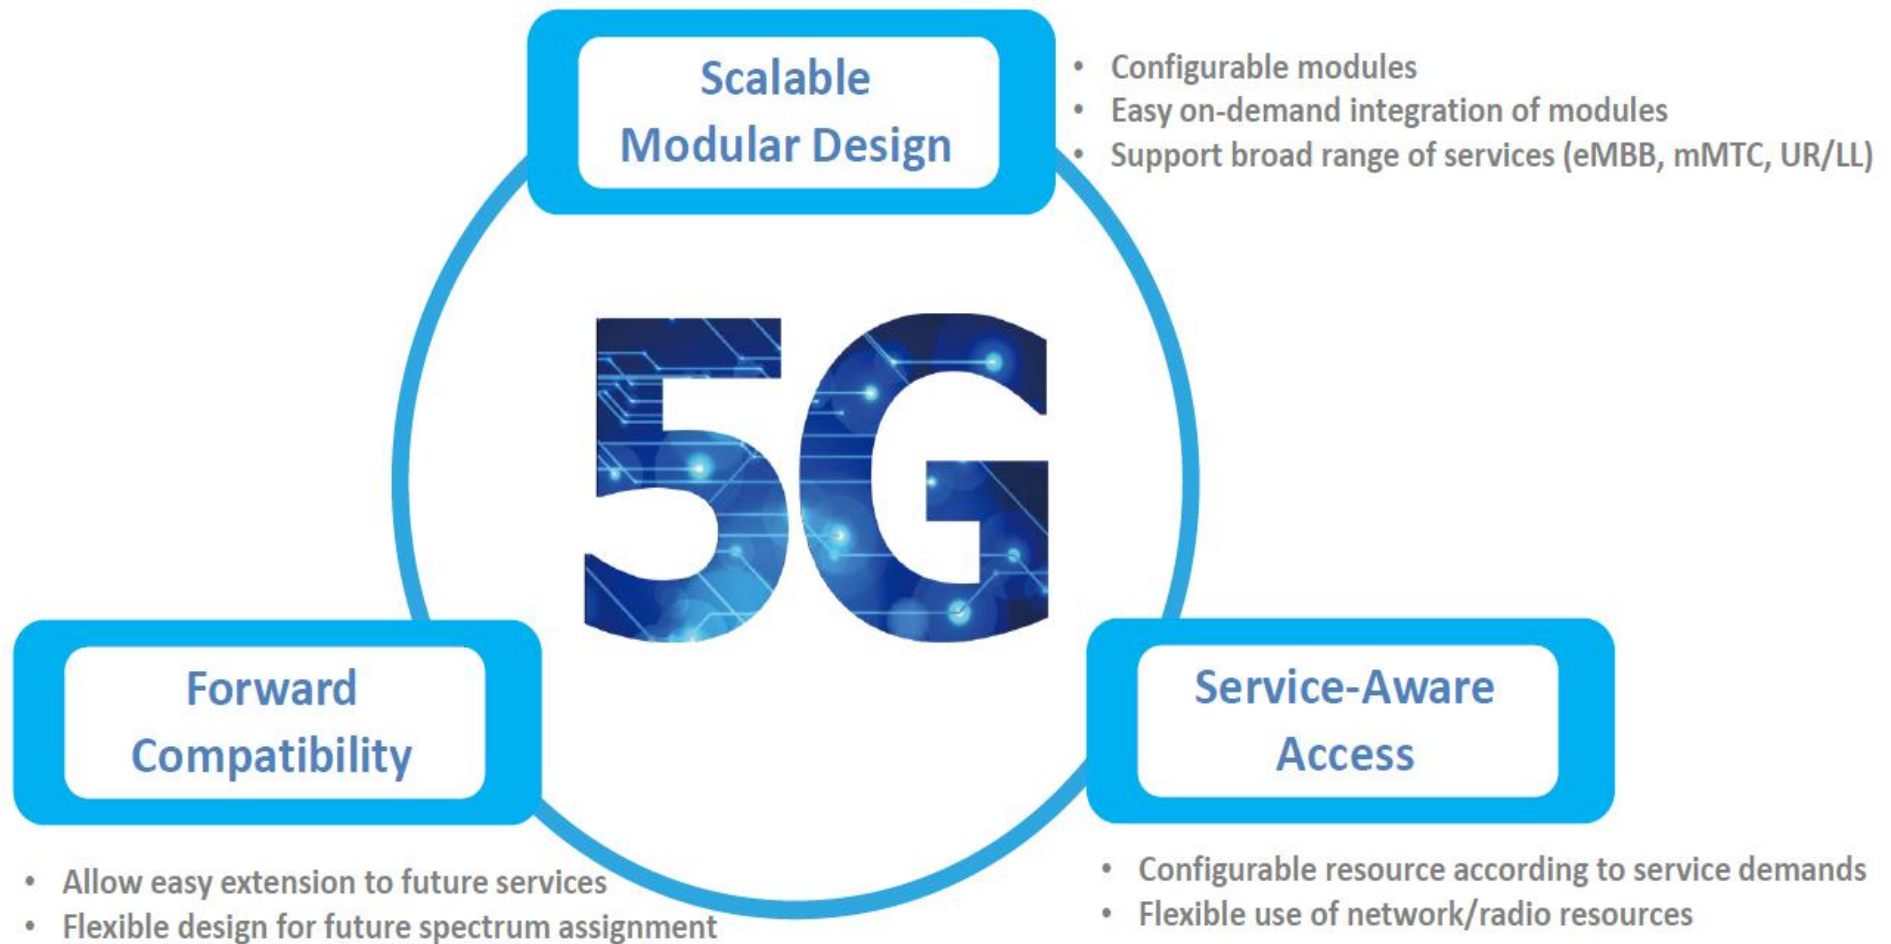 Scalable
Modular Design
• Configurable modules
• Easy on-demand integration of modules
• Support broad range of services (eMBB, mMTC, UR/LL)
5G
Forward
Compatibility
• Allow easy extension to future services
• Flexible design for future spectrum assignment
Service-Aware
Access
• Configurable resource according to service demands
• Flexible use of network/radio resources